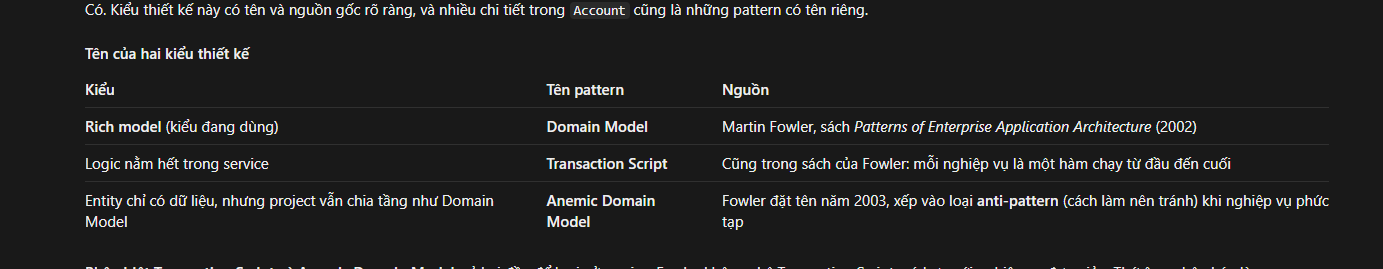 Có. Kiểu thiết kế này có tên và nguồn gốc rõ ràng, và nhiều chi tiết trong Account cũng là những pattern có tên riêng.
Tên của hai kiểu thiết kế
Kiểu Tên pattern Nguồn
Rich model (kiểu đang dùng) Domain Model Martin Fowler, sách Patterns of Enterprise Application Architecture (2002)
Logic nằm hết trong service Transaction Script Cũng trong sách của Fowler: mỗi nghiệp vụ là một hàm chạy từ đầu đến cuối
Entity chỉ có dữ liệu, nhưng project vẫn chia tầng như Domain Anemic Domain Fowler đặt tên năm 2003, xếp vào loại anti-pattern (cách làm nên tránh) khi nghiệp vụ phức
Model Model tạp